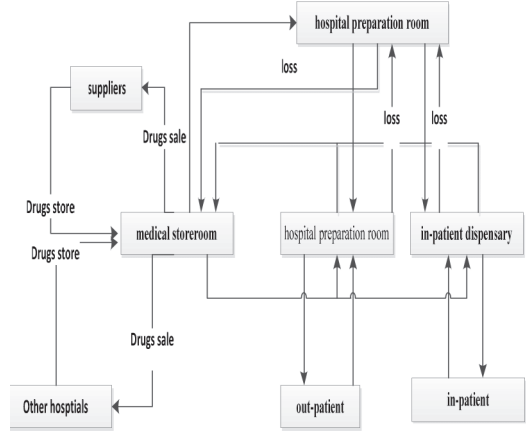 hospital preparation room
loss
suppliers
Drugs sale
loss
loss
Drugs store
medical storeroom
hospital preparation room
in-patient dispensary
Drugs store
Drugs sale
Other hosptials
out-patient
in-patient